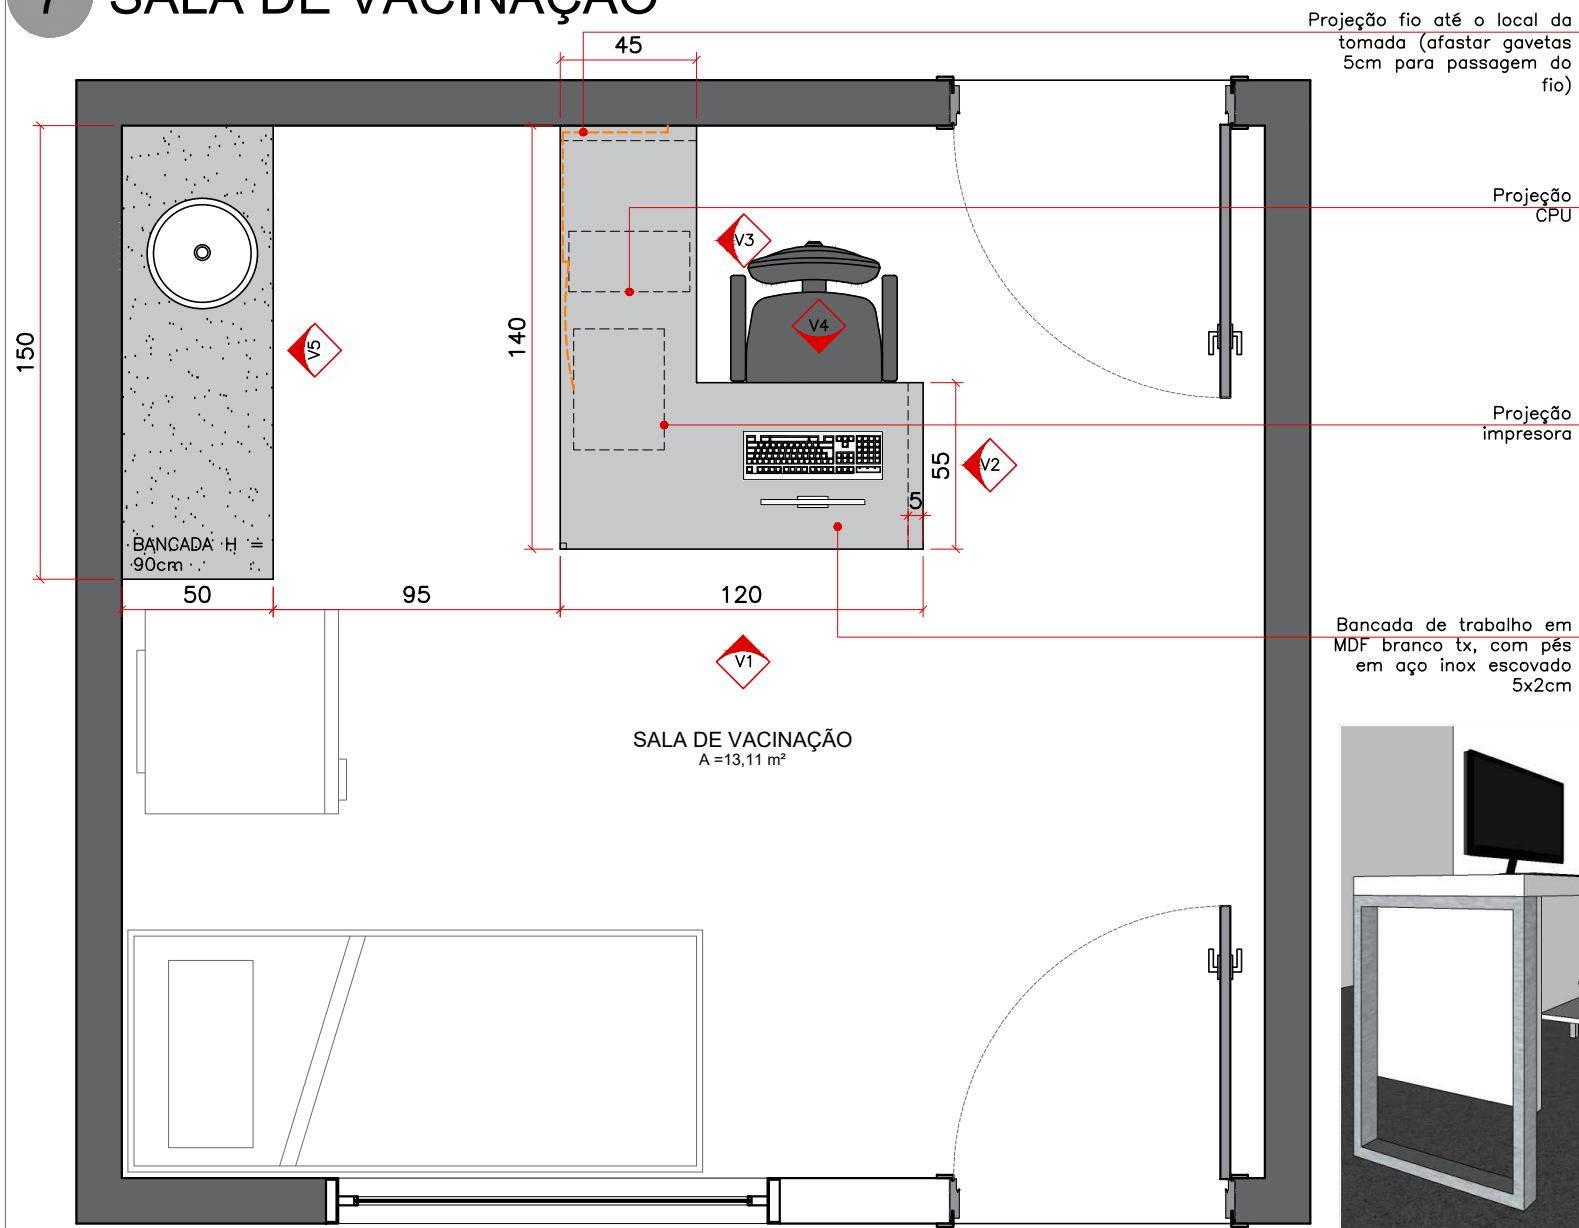 7 SALA DE VACINAÇÃO
Projeção fio até o local da
tomada (afastar gavetas
5cm para passagem do
fio)
45
Projeção
CPU
V3
V4
150
V5
140
Projeção
impresora
55
V2
5
BANCADA H =
90cm
50
95
120
Bancada de trabalho em
MDF branco tx, com pés
em aço inox escovado
5x2cm
V1
SALA DE VACINAÇÃO
A =13,11 m²